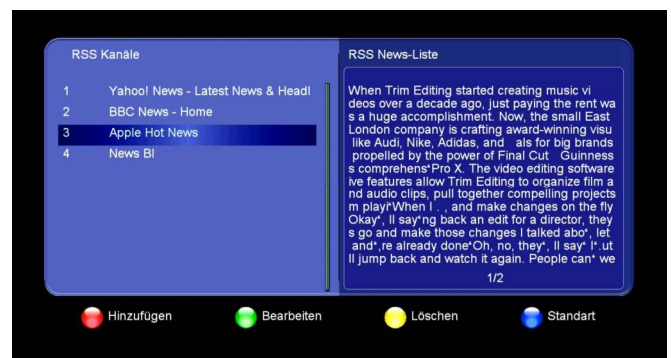 RSS Kanäle
1 Yahoo! News - Latest News & Headl
2 BBC News - Home
3 Apple Hot News
4 News BI
RSS News-Liste
When Trim Editing started creating music vi
deos over a decade ago, just paying the rent wa
s a huge accomplishment. Now, the small East
London company is crafting award-winning visu
like Audi, Nike, Adidas, and als for big brands
propelled by the power of Final Cut Guinness
s comprehens*Pro X. The video editing software
ive features allow Trim Editing to organize film a
nd audio clips, pull together compelling projects
m playi*When I . , and make changes on the fly
Okay*, II say*ng back an edit for a director, they
s go and make those changes I talked abo*, let
and*,re already done*Oh, no, they*, II say* I*.ut
II jump back and watch it again. People can* we
1/2
Hinzufügen
Bearbeiten
Löschen
Standart